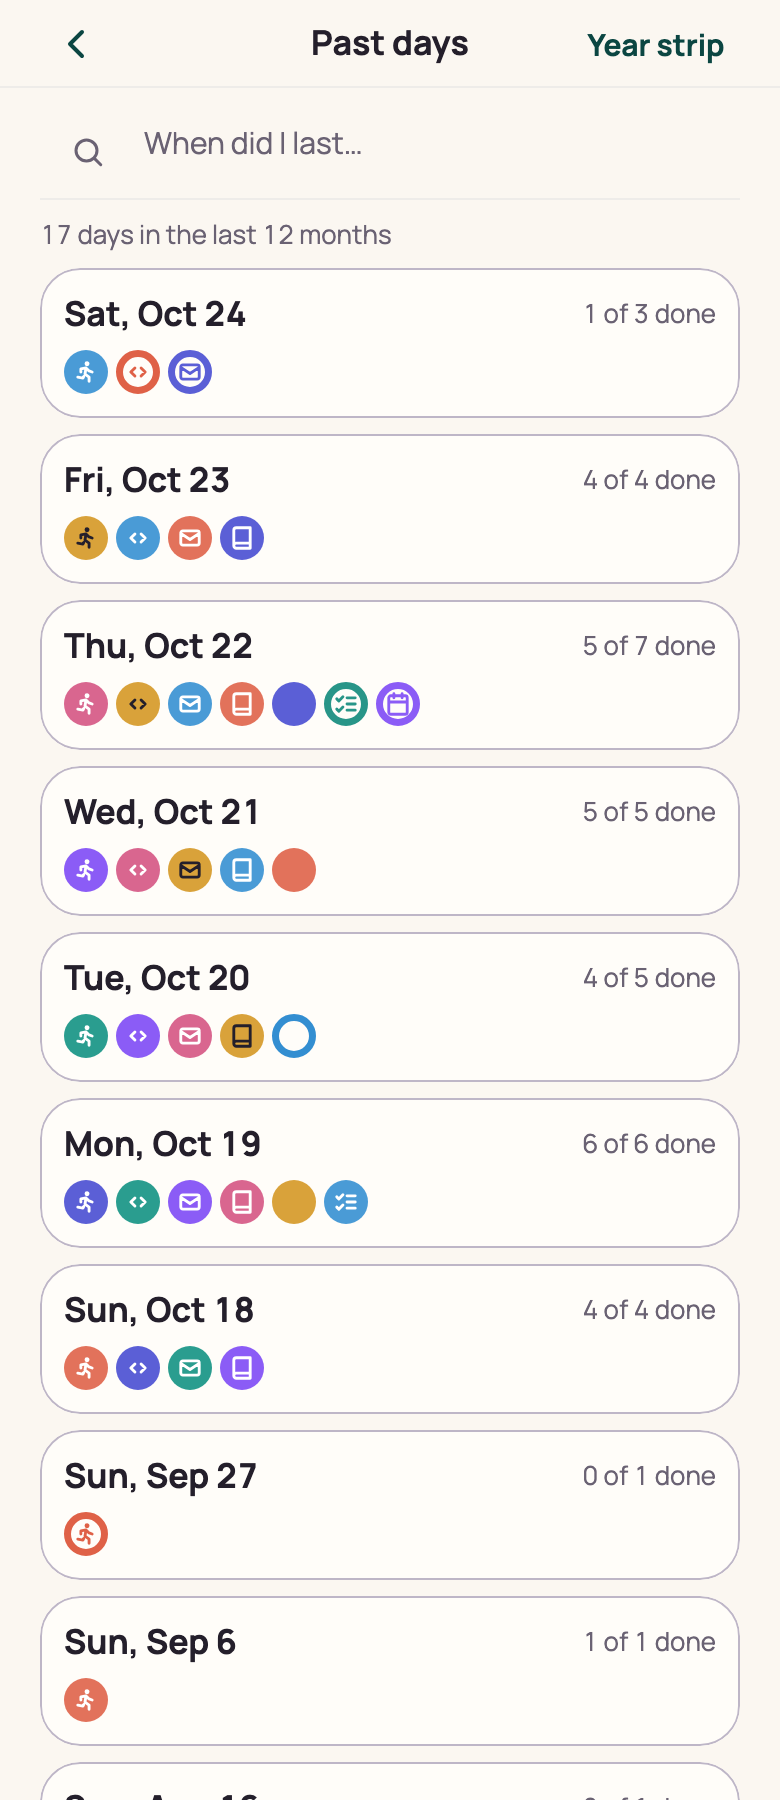 Past days
Year strip
When did I last...
17 days in the last 12 months
Sat, Oct 24
1 of 3 done
Fri, Oct 23
4 of 4 done
Thu, Oct 22
5 of 7 done
Wed, Oct 21
5 of 5 done
Tue, Oct 20
4 of 5 done
Mon, Oct 19
6 of 6 done
Sun, Oct 18
4 of 4 done
Sun, Sep 27
0 of 1 done
Sun, Sep 6
1 of 1 done